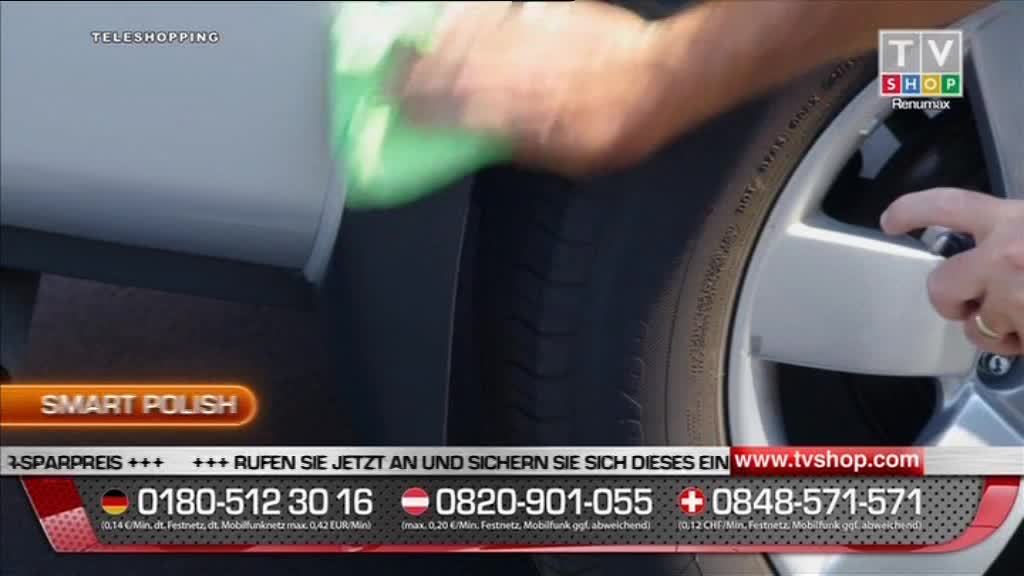 TELESHOPPING
TV
SHOP
Renumax
SMART POLISH
-SPARPREIS +++ +++ RUFEN SIE JETZT AN UND SICHERN SIE SICH DIESES EIN
www.tvshop.com
0180-512 30 16 0820-901-055 0848-571-571
(0,14 €/Min. dt. Festnetz, dt. Mobilfunknetz max. 0,42 EUR/Min) (max. 0,20 €/Min. Festnetz, Mobilfunk ggf. abweichend) (0,12 CHF/Min. Festnetz, Mobilfunk ggf. abweichend)